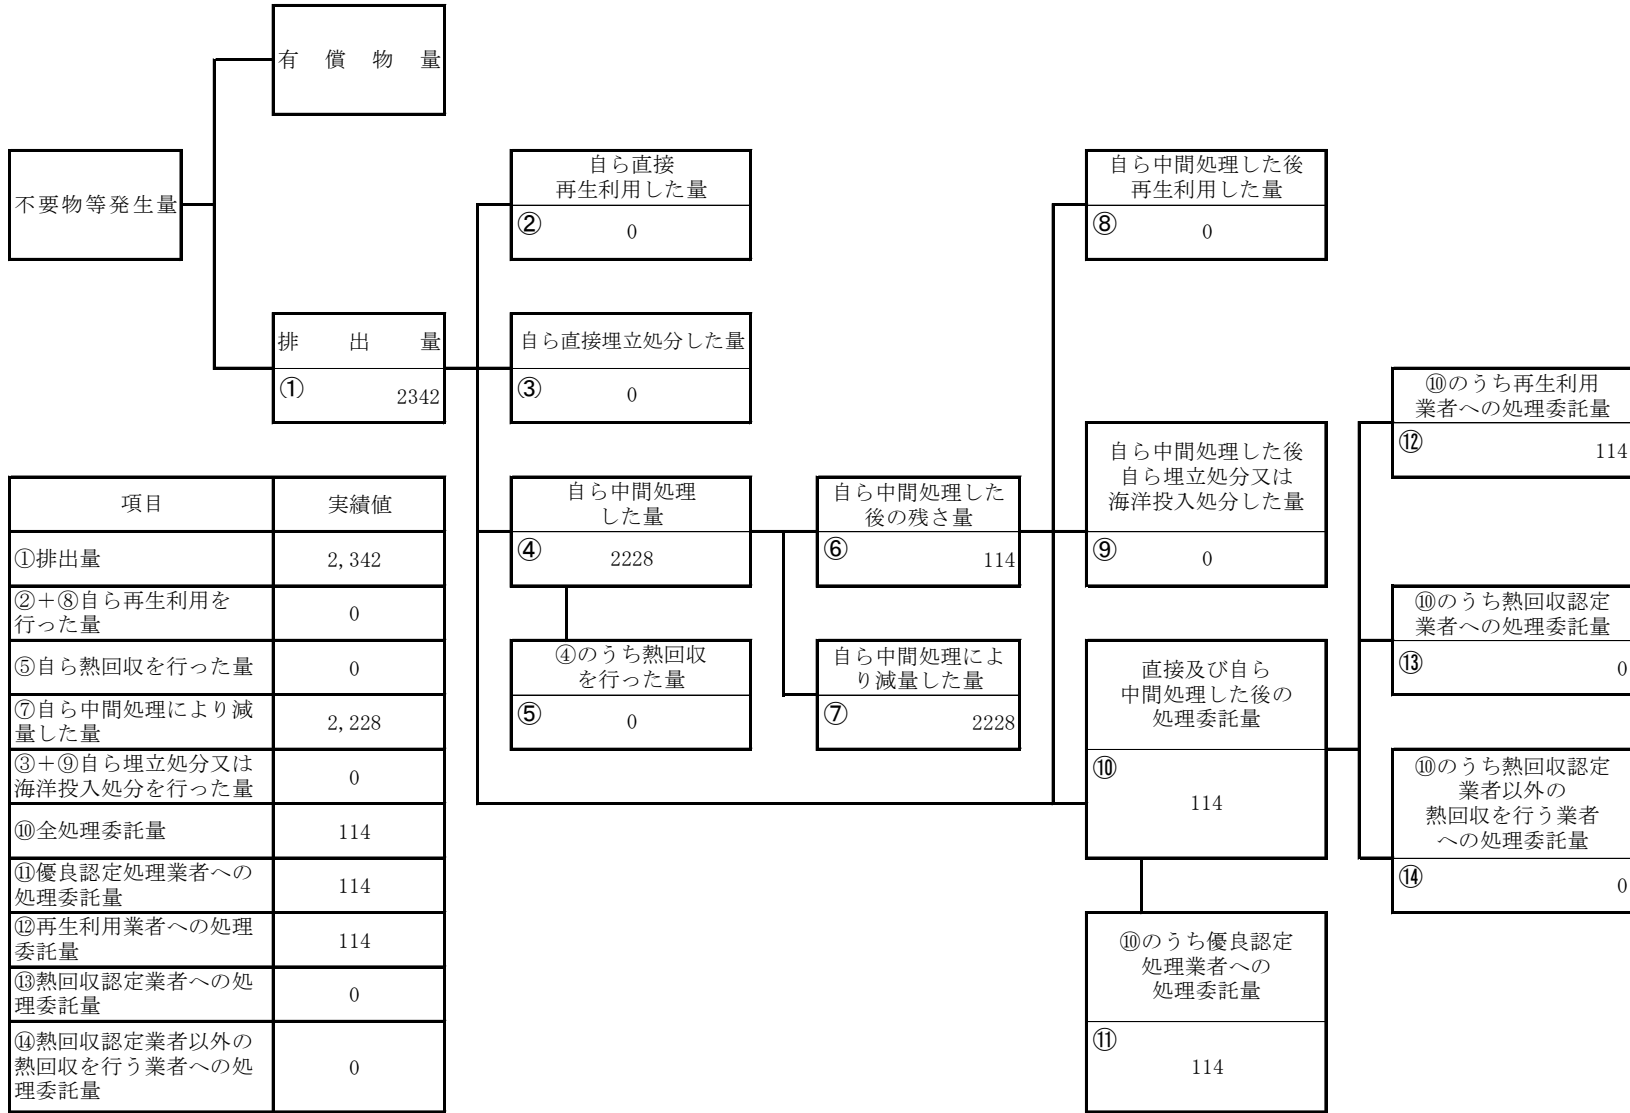 有償物量
不要物等発生量
排出量
①
2342
自ら直接
再生利用した量
②
0
自ら直接埋立処分した量
③
0
自ら中間処理
した量
④
2228
④のうち熱回収
を行った量
⑤
0
自ら中間処理した
後の残さ量
⑥
114
自ら中間処理によ
り減量した量
⑦
2228
自ら中間処理した後
再生利用した量
⑧
0
自ら中間処理した後
自ら埋立処分又は
海洋投入処分した量
⑨
0
直接及び自ら
中間処理した後の
処理委託量
⑩
114
⑩のうち優良認定
処理業者への
処理委託量
⑪
114
⑩のうち再生利用
業者への処理委託量
⑫
114
⑩のうち熱回収認定
業者への処理委託量
⑬
0
⑩のうち熱回収認定
業者以外の
熱回収を行う業者
への処理委託量
⑭
0
項目 実績値
①排出量 2,342
②＋⑧自ら再生利用を
行った量 0
⑤自ら熱回収を行った量 0
⑦自ら中間処理により減
量した量 2,228
③＋⑨自ら埋立処分又は
海洋投入処分を行った量 0
⑩全処理委託量 114
⑪優良認定処理業者への
処理委託量 114
⑫再生利用業者への処理
委託量 114
⑬熱回収認定業者への処
理委託量 0
⑭熱回収認定業者以外の
熱回収を行う業者への処
理委託量 0